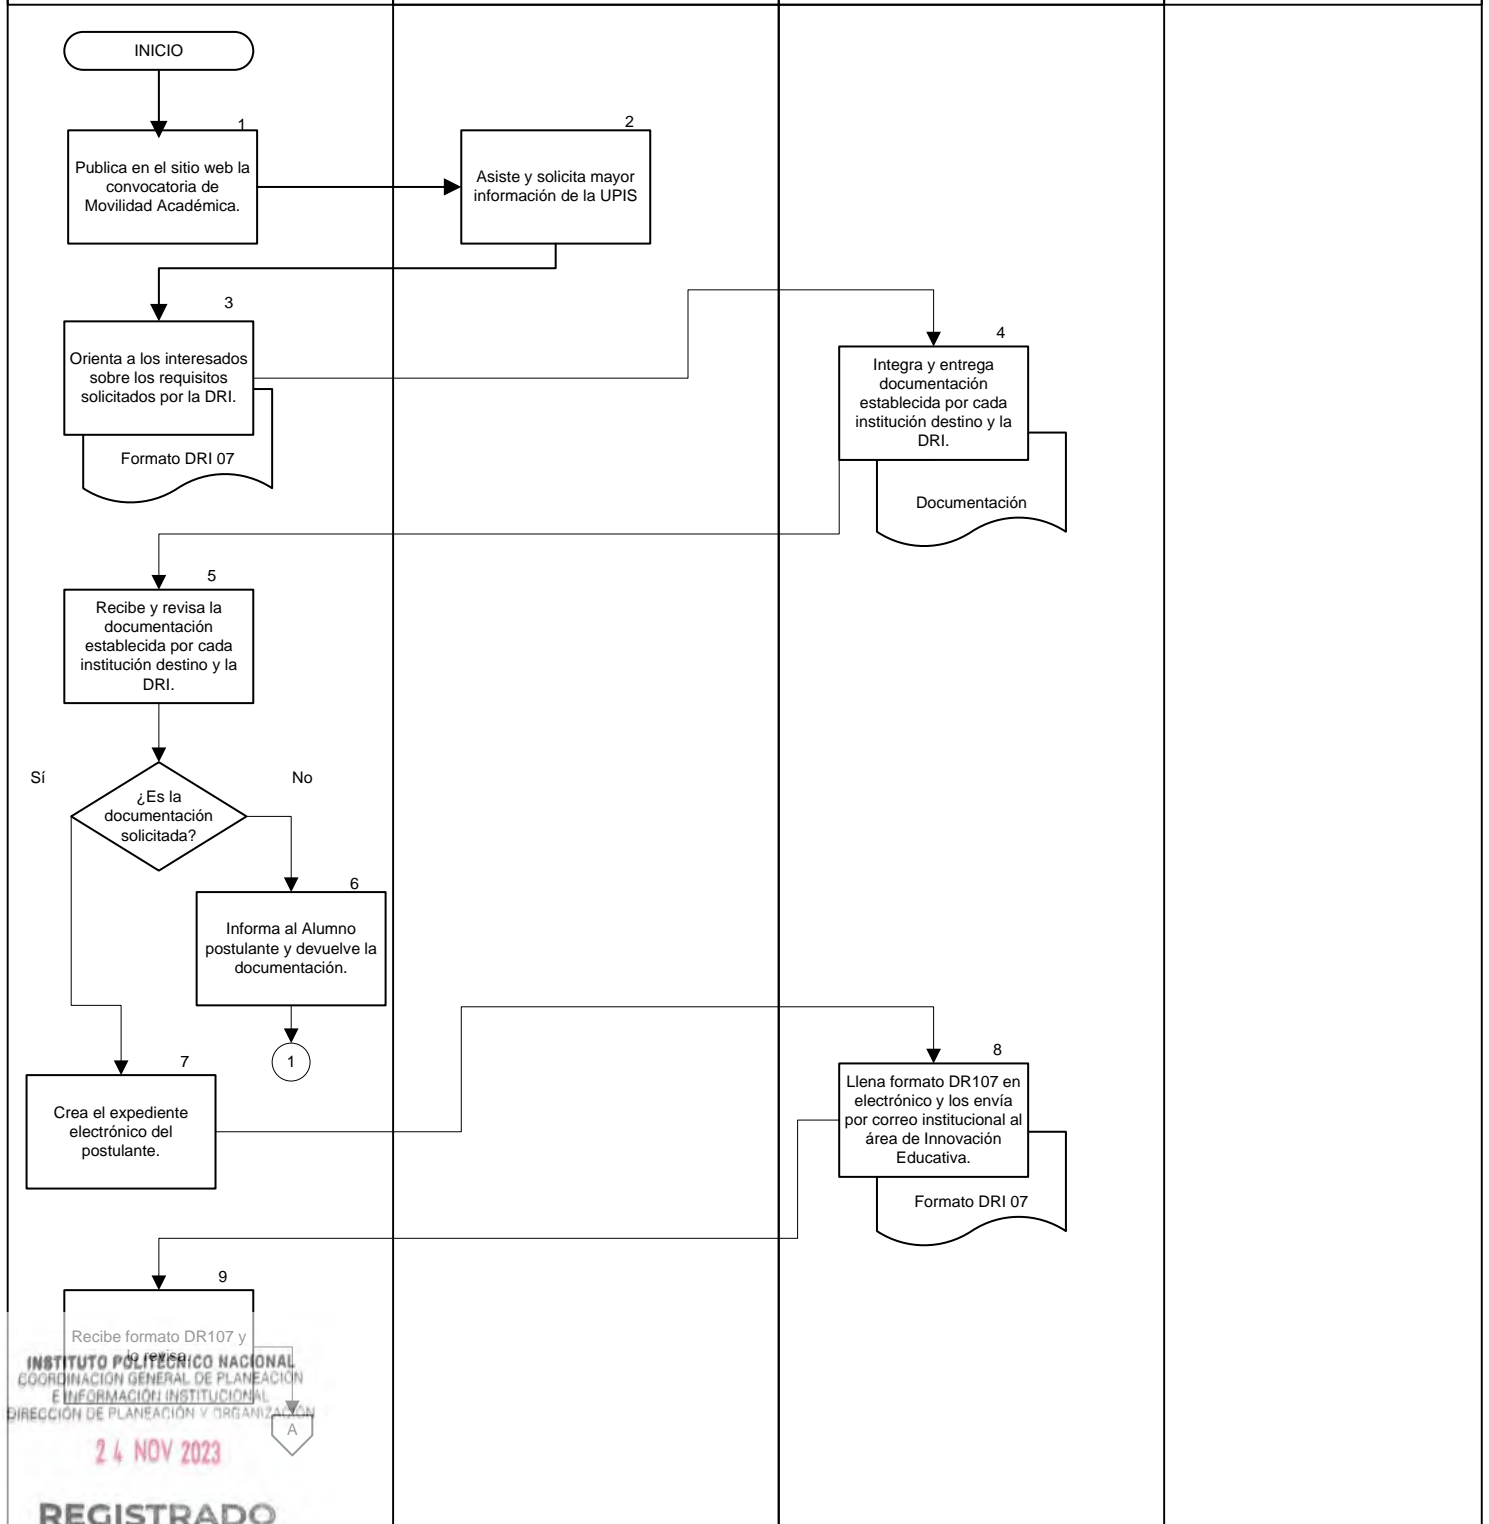 INICIO
1
Publica en el sitio web la
convocatoria de
Movilidad Académica.
2
Asiste y solicita mayor
información de la UPIS
3
Orienta a los interesados
sobre los requisitos
solicitados por la DRI.
Formato DRI 07
4
Integra y entrega
documentación
establecida por cada
institución destino y la
DRI.
Documentación
5
Recibe y revisa la
documentación
establecida por cada
institución destino y la
DRI.
Sí
No
¿Es la
documentación
solicitada?
6
Informa al Alumno
postulante y devuelve la
documentación.
1
7
Crea el expediente
electrónico del
postulante.
8
Llena formato DR107 en
electrónico y los envía
por correo institucional al
área de Innovación
Educativa.
Formato DRI 07
9
Recibe formato DR107 y
lo revisa.
A
INSTITUTO POLITÉCNICO NACIONAL
COORDINACIÓN GENERAL DE PLANEACIÓN
E INFORMACIÓN INSTITUCIONAL
DIRECCIÓN DE PLANEACIÓN Y ORGANIZACIÓN
24 NOV 2023
REGISTRADO